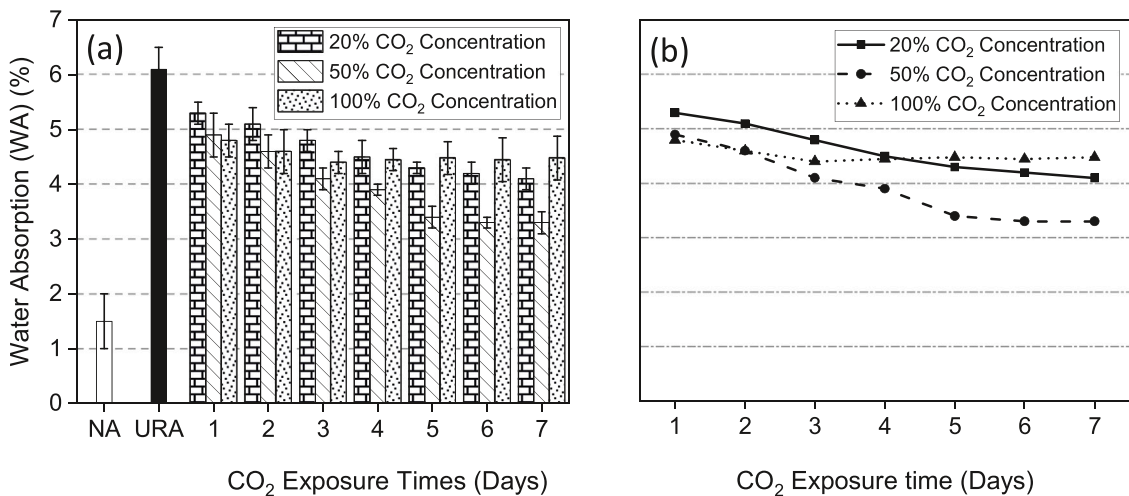 (a)
20% CO₂ Concentration
50% CO₂ Concentration
100% CO₂ Concentration
Water Absorption (WA) (%)
7
6
5
4
3
2
1
0
NA URA 1 2 3 4 5 6 7
CO₂ Exposure Times (Days)
(b)
20% CO₂ Concentration
50% CO₂ Concentration
100% CO₂ Concentration
1 2 3 4 5 6 7
CO₂ Exposure time (Days)